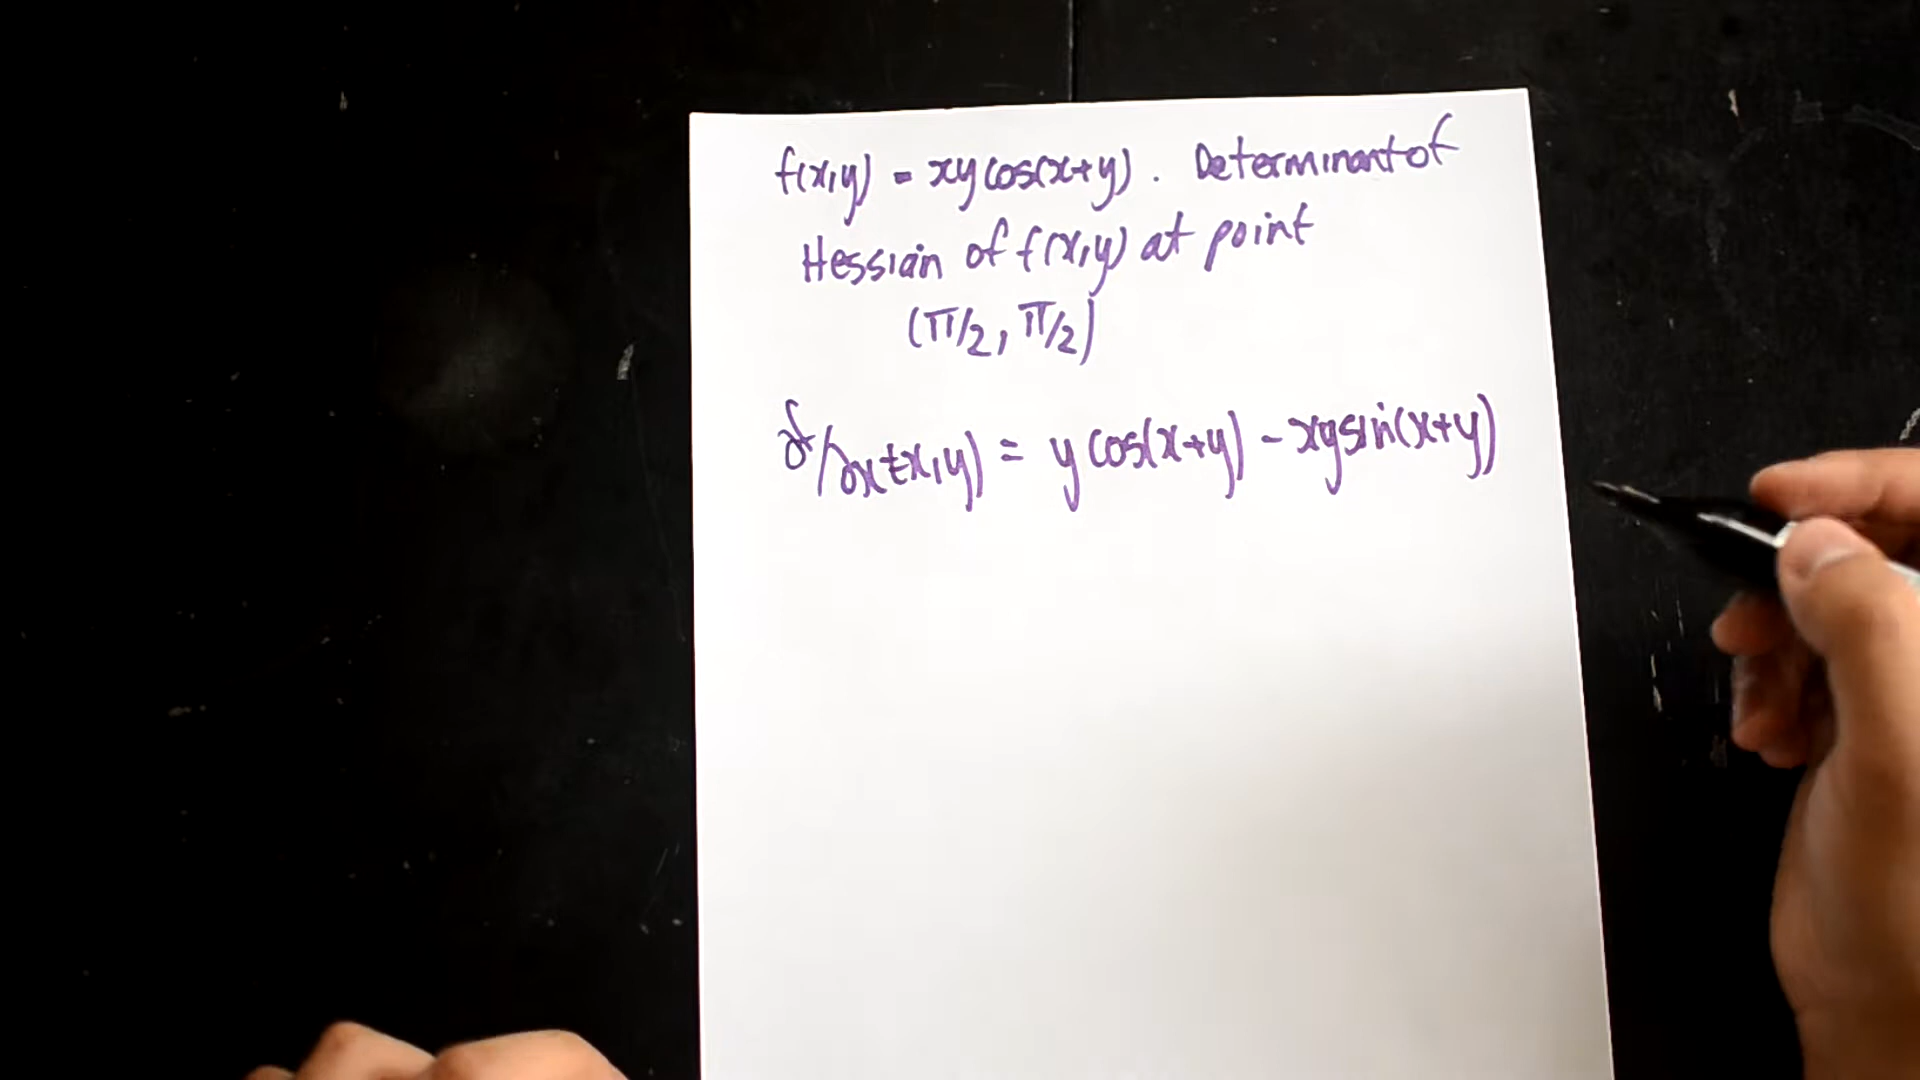 f(x,y) = xy cos(x+y). Determinant of
Hessian of f(x,y) at point
(π/2, π/2)
∂/∂x f(x,y) = y cos(x+y) - xy sin(x+y)